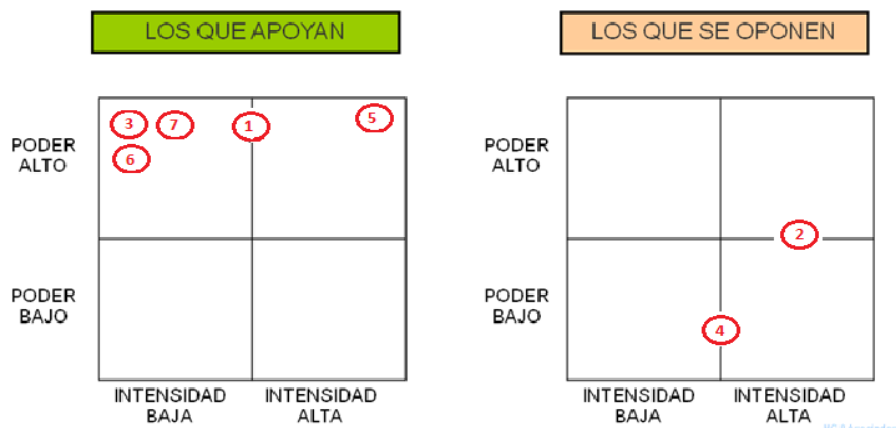 LOS QUE APOYAN
LOS QUE SE OPONEN
3
7
1
5
6
PODER
ALTO
PODER
BAJO
INTENSIDAD
BAJA
INTENSIDAD
ALTA
PODER
ALTO
2
PODER
BAJO
4
INTENSIDAD
BAJA
INTENSIDAD
ALTA